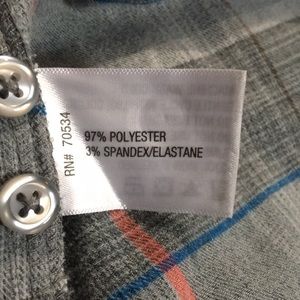 RN# 70534
97% POLYESTER
3% SPANDEX/ELASTANE